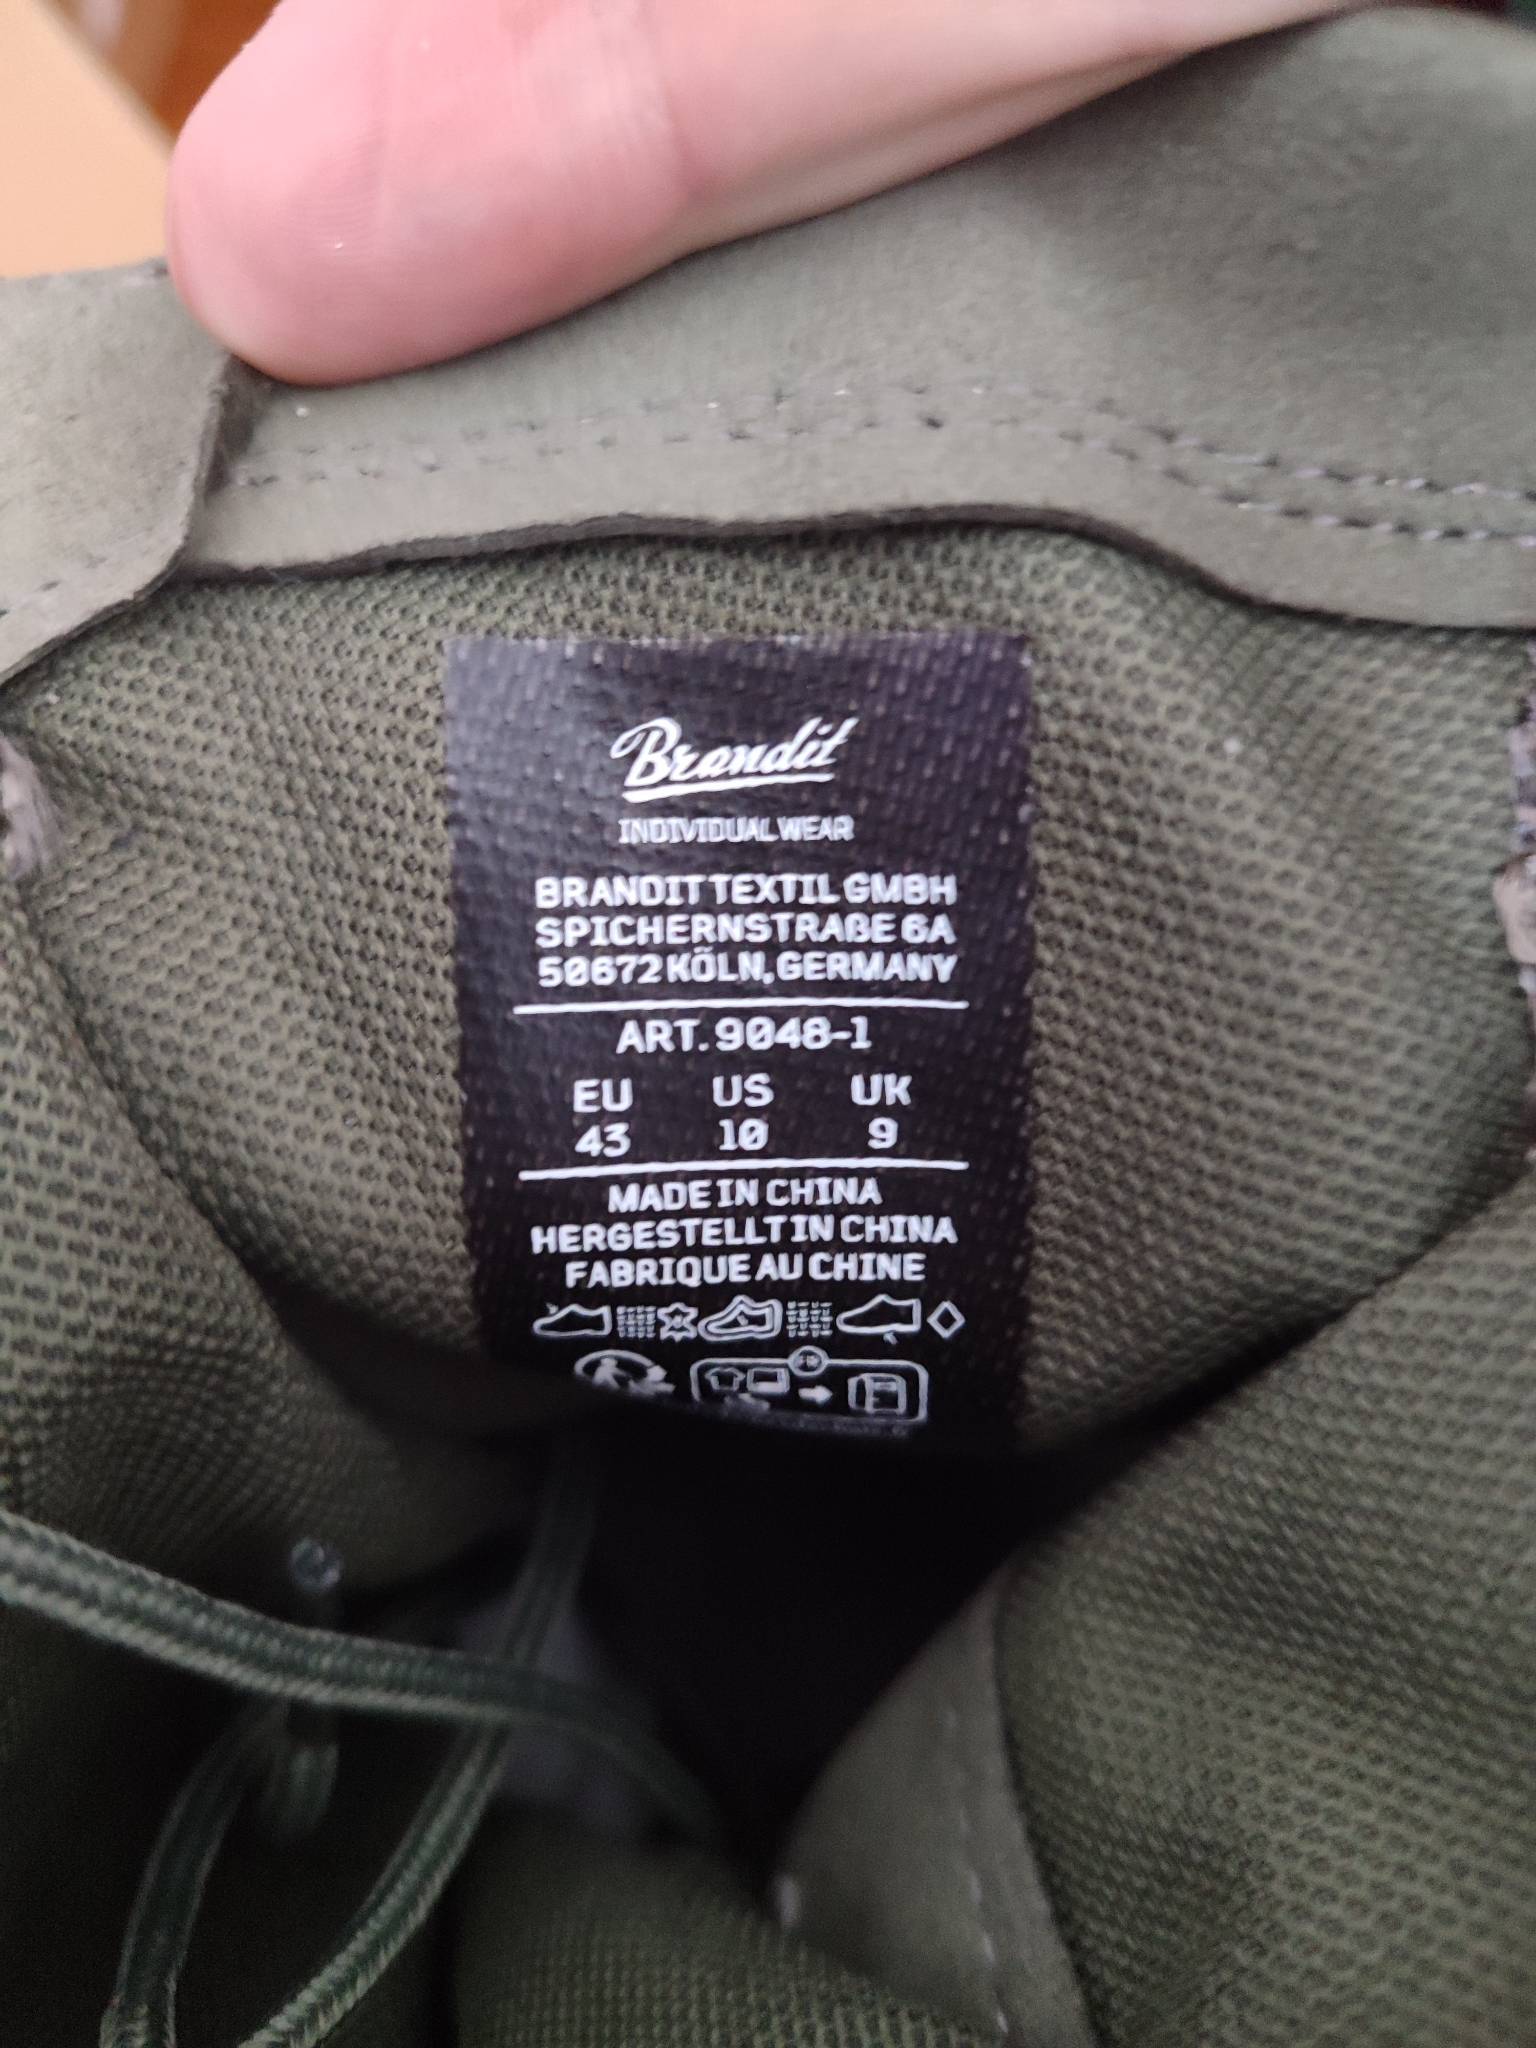 Brandit
INDIVIDUAL WEAR
BRANDIT TEXTIL GMBH
SPICHERNSTRAßE 6A
50672 KÖLN, GERMANY
ART. 9048-1
EU US UK
43 10 9
MADE IN CHINA
HERGESTELLT IN CHINA
FABRIQUE AU CHINE
FR